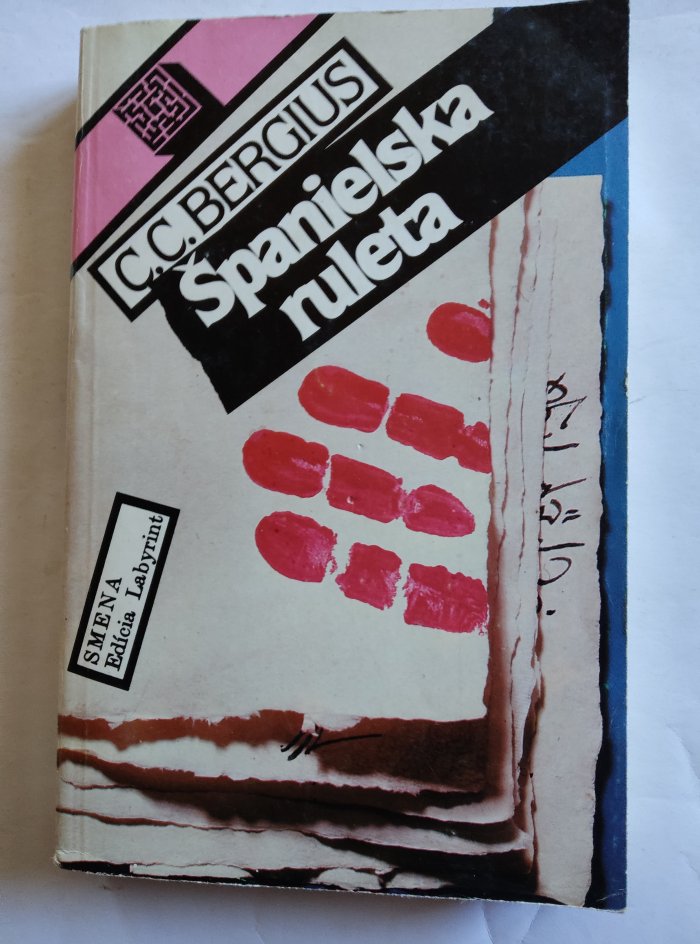 C.C. BERGIUS
Španielska
ruleta
SMENA
Edícia Labyrint